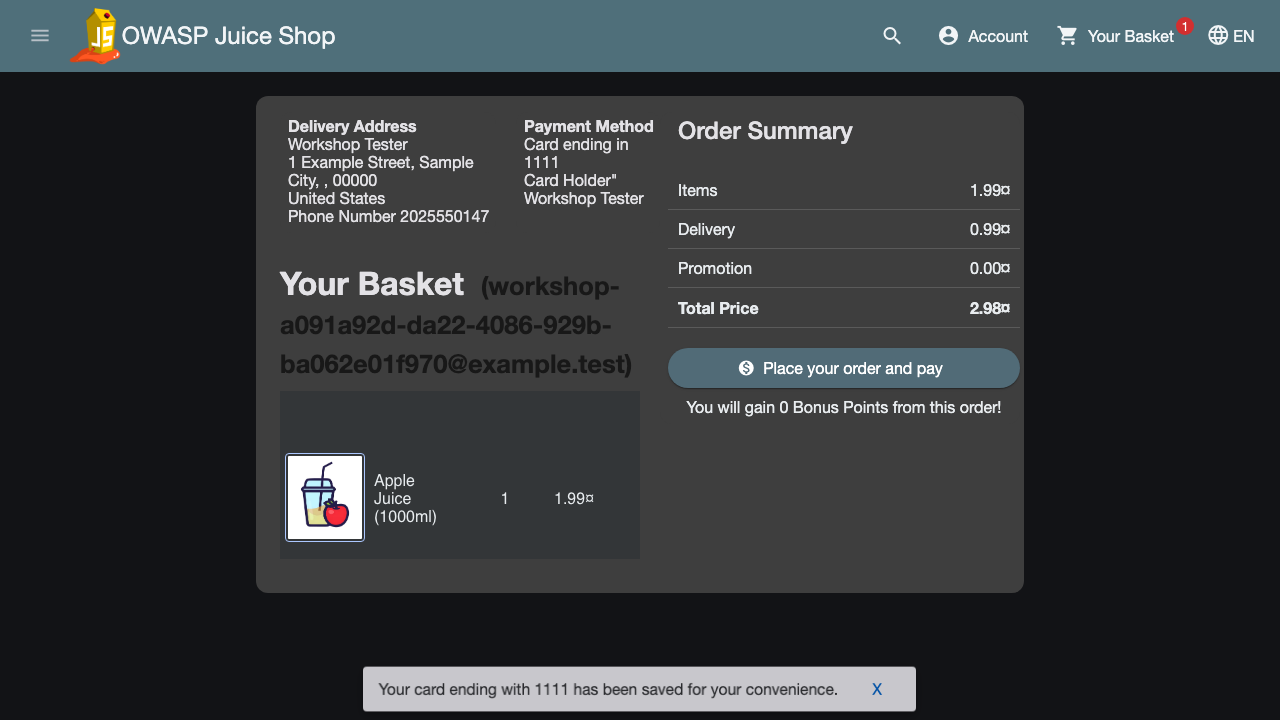 JS
OWASP Juice Shop
Account
Your Basket
1
EN
Delivery Address
Workshop Tester
1 Example Street, Sample
City, , 00000
United States
Phone Number 2025550147
Payment Method
Card ending in
1111
Card Holder"
Workshop Tester
Your Basket (workshop-
a091a92d-da22-4086-929b-
ba062e01f970@example.test)
Apple
Juice
(1000ml)
1
1.99¤
Order Summary
Items 1.99¤
Delivery 0.99¤
Promotion 0.00¤
Total Price 2.98¤
Place your order and pay
You will gain 0 Bonus Points from this order!
Your card ending with 1111 has been saved for your convenience. X